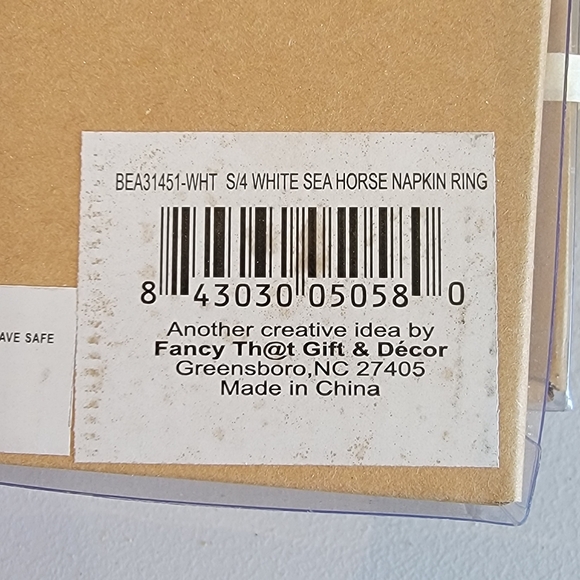 BEA31451-WHT S/4 WHITE SEA HORSE NAPKIN RING
8 43030 05058 0
Another creative idea by
Fancy Th@t Gift & Décor
Greensboro,NC 27405
Made in China
AVE SAFE